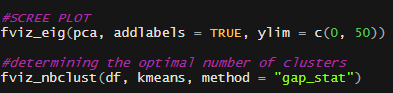 #SCREE PLOT
fviz_eig(pca, addlabels = TRUE, ylim = c(0, 50))
#determining the optimal number of clusters
fviz_nbclust(df, kmeans, method = "gap_stat")